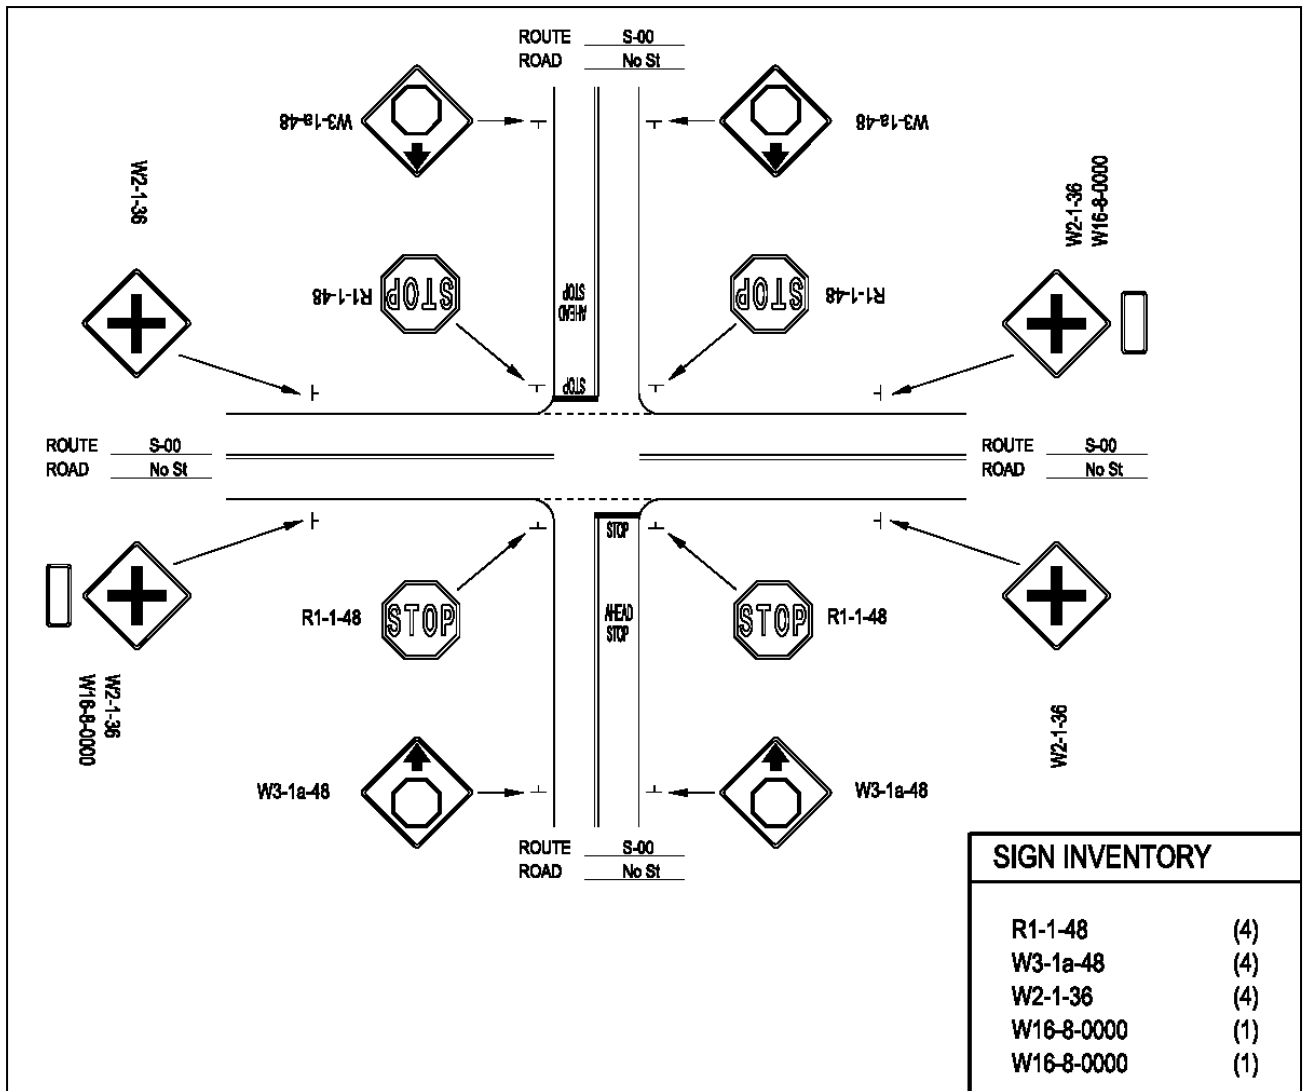 ROUTE S-00
ROAD No St
W3-1a-48
W3-1a-48
W2-1-36
W2-1-36
W16-8-0000
R1-1-48
STOP
STOP
AHEAD
STOP
R1-1-48
STOP
ROUTE S-00
ROAD No St
ROUTE S-00
ROAD No St
STOP
R1-1-48
STOP
AHEAD
STOP
STOP
R1-1-48
W2-1-36
W16-8-0000
W2-1-36
W3-1a-48
W3-1a-48
ROUTE S-00
ROAD No St
SIGN INVENTORY
R1-1-48 (4)
W3-1a-48 (4)
W2-1-36 (4)
W16-8-0000 (1)
W16-8-0000 (1)